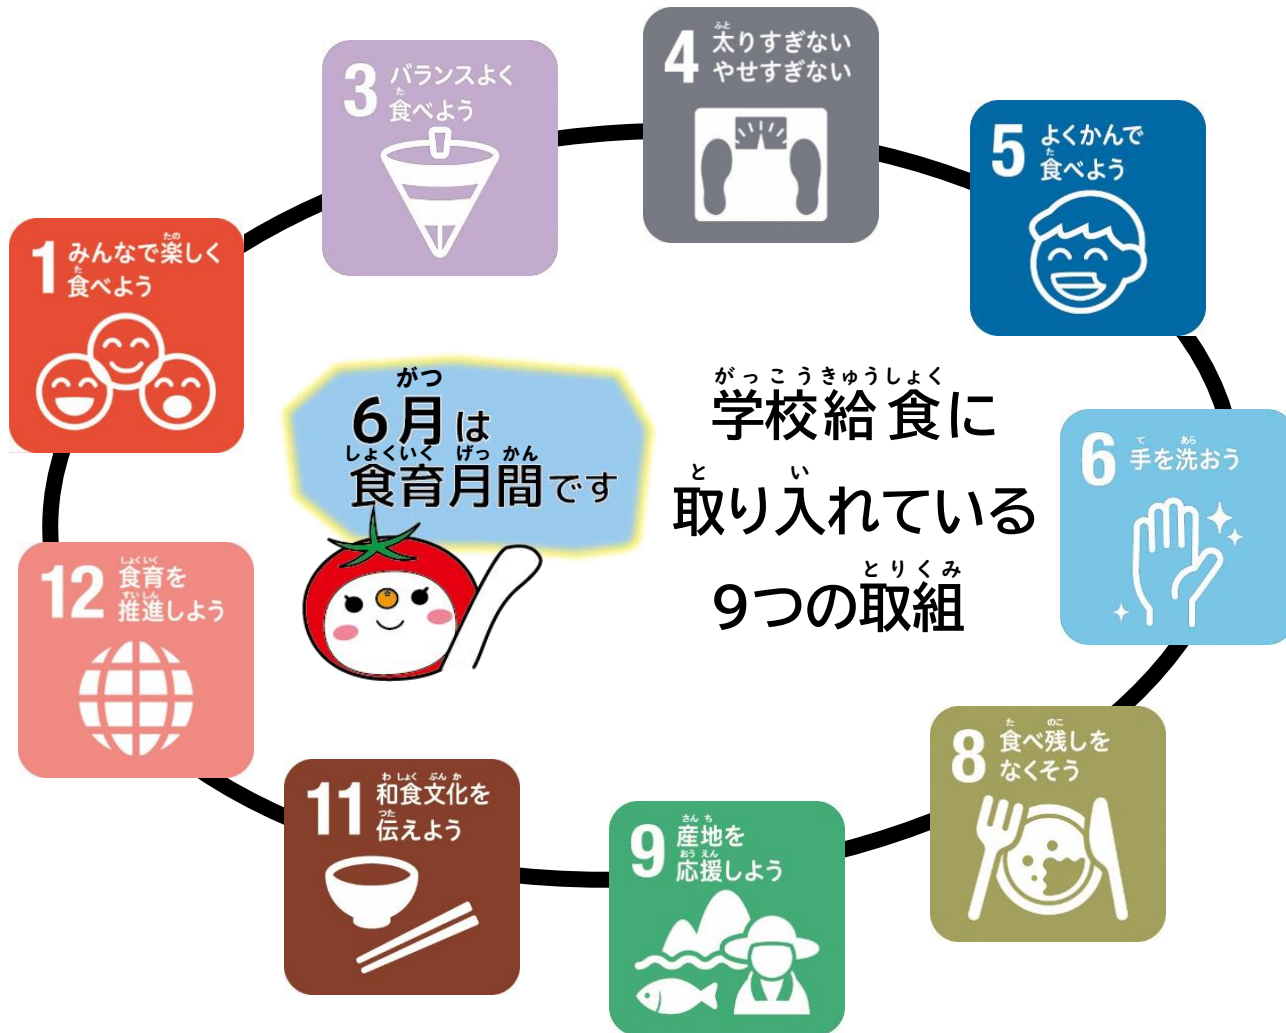 1 みんなで楽しく
食べよう
3 バランスよく
食べよう
4 太りすぎない
やせすぎない
5 よくかんで
食べよう
6 手を洗おう
8 食べ残しを
なくそう
9 産地を
応援しよう
11 和食文化を
伝えよう
12 食育を
推進しよう
6月は
食育月間です
学校給食に
取り入れている
9つの取組